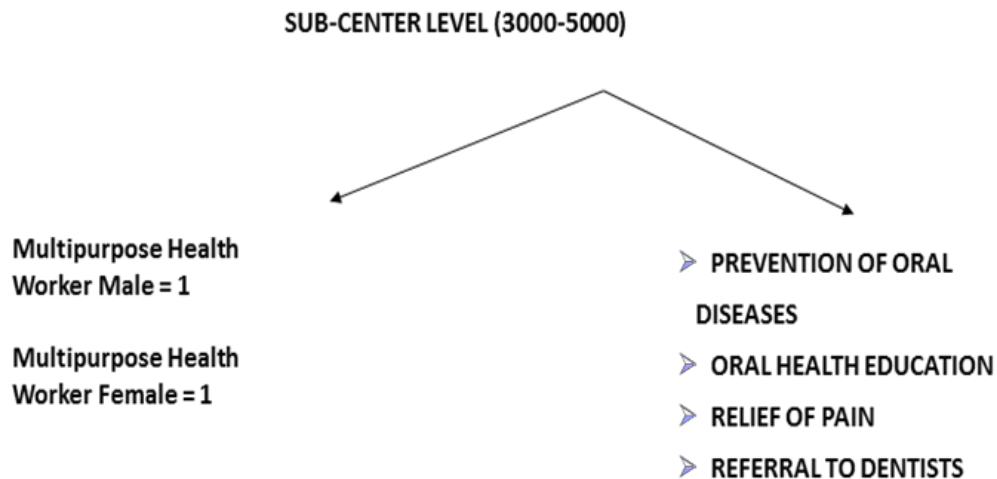 SUB-CENTER LEVEL (3000-5000)
Multipurpose Health
Worker Male = 1
Multipurpose Health
Worker Female = 1
PREVENTION OF ORAL
DISEASES
ORAL HEALTH EDUCATION
RELIEF OF PAIN
REFERRAL TO DENTISTS